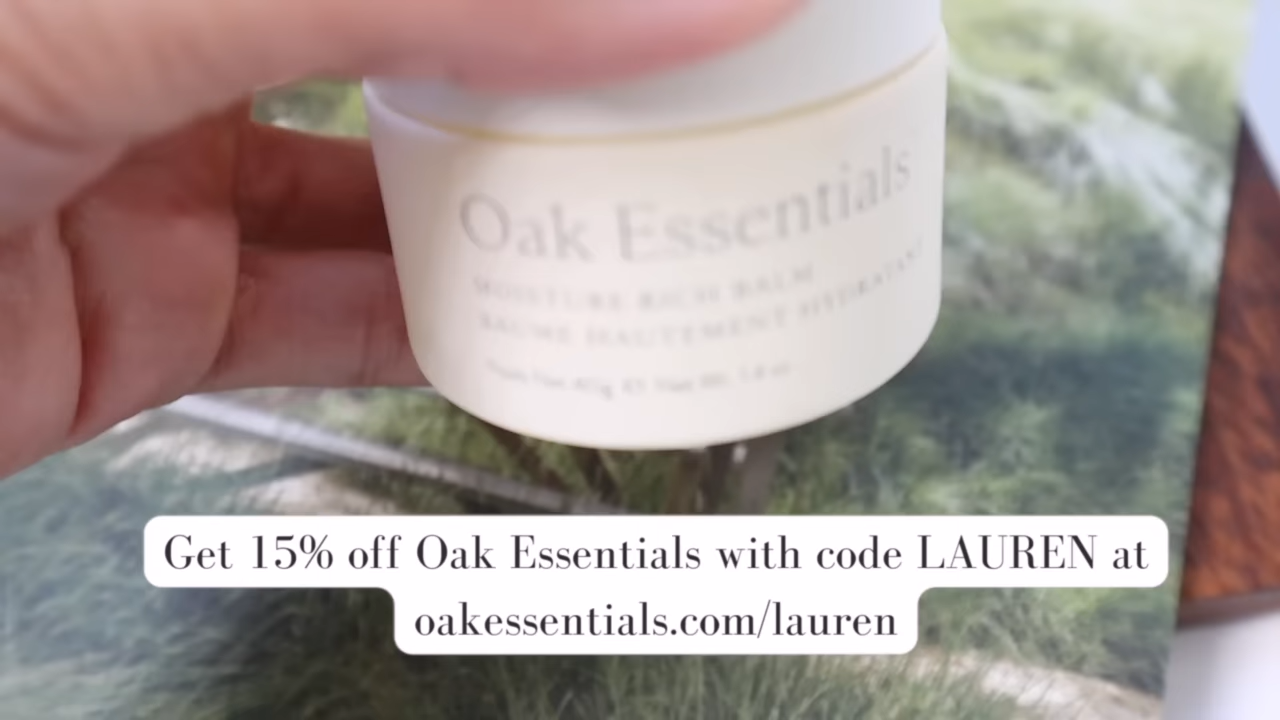 Oak Essentials
MOISTURE RICH BALM
BAUME HAUTEMENT HYDRATANT
Get 15% off Oak Essentials with code LAUREN at
oakessentials.com/lauren